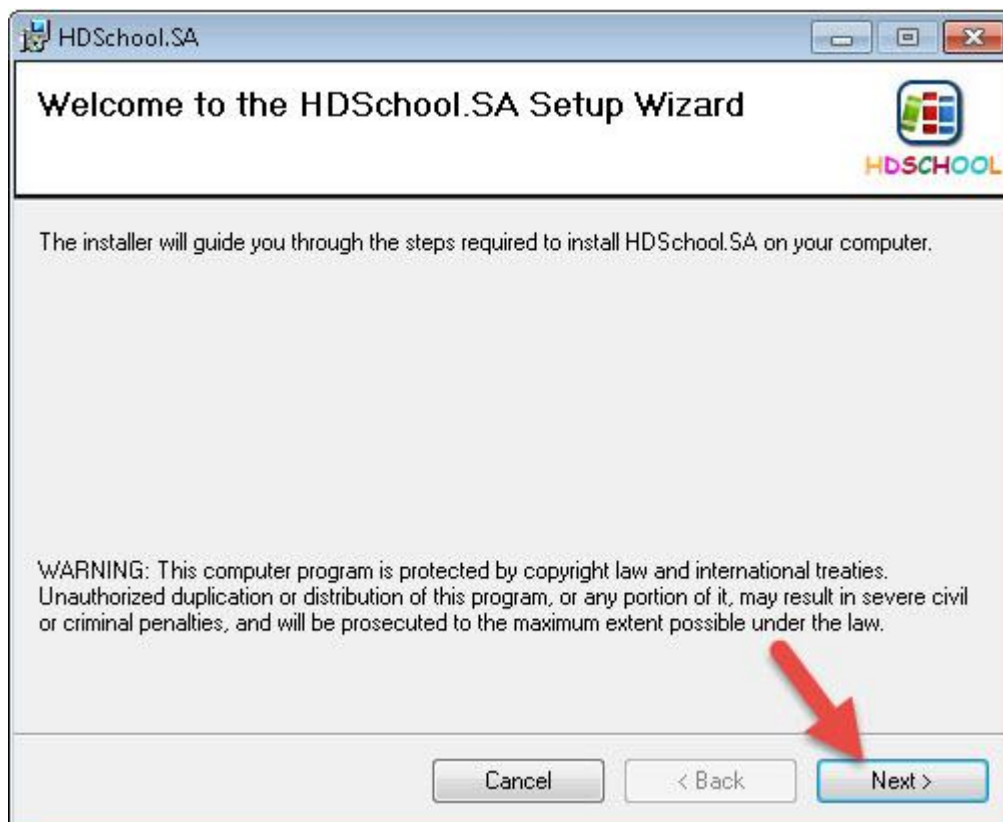 HDSchool.SA
Welcome to the HDSchool.SA Setup Wizard
HDSCHOOL
The installer will guide you through the steps required to install HDSchool.SA on your computer.
WARNING: This computer program is protected by copyright law and international treaties.
Unauthorized duplication or distribution of this program, or any portion of it, may result in severe civil
or criminal penalties, and will be prosecuted to the maximum extent possible under the law.
Cancel
< Back
Next >